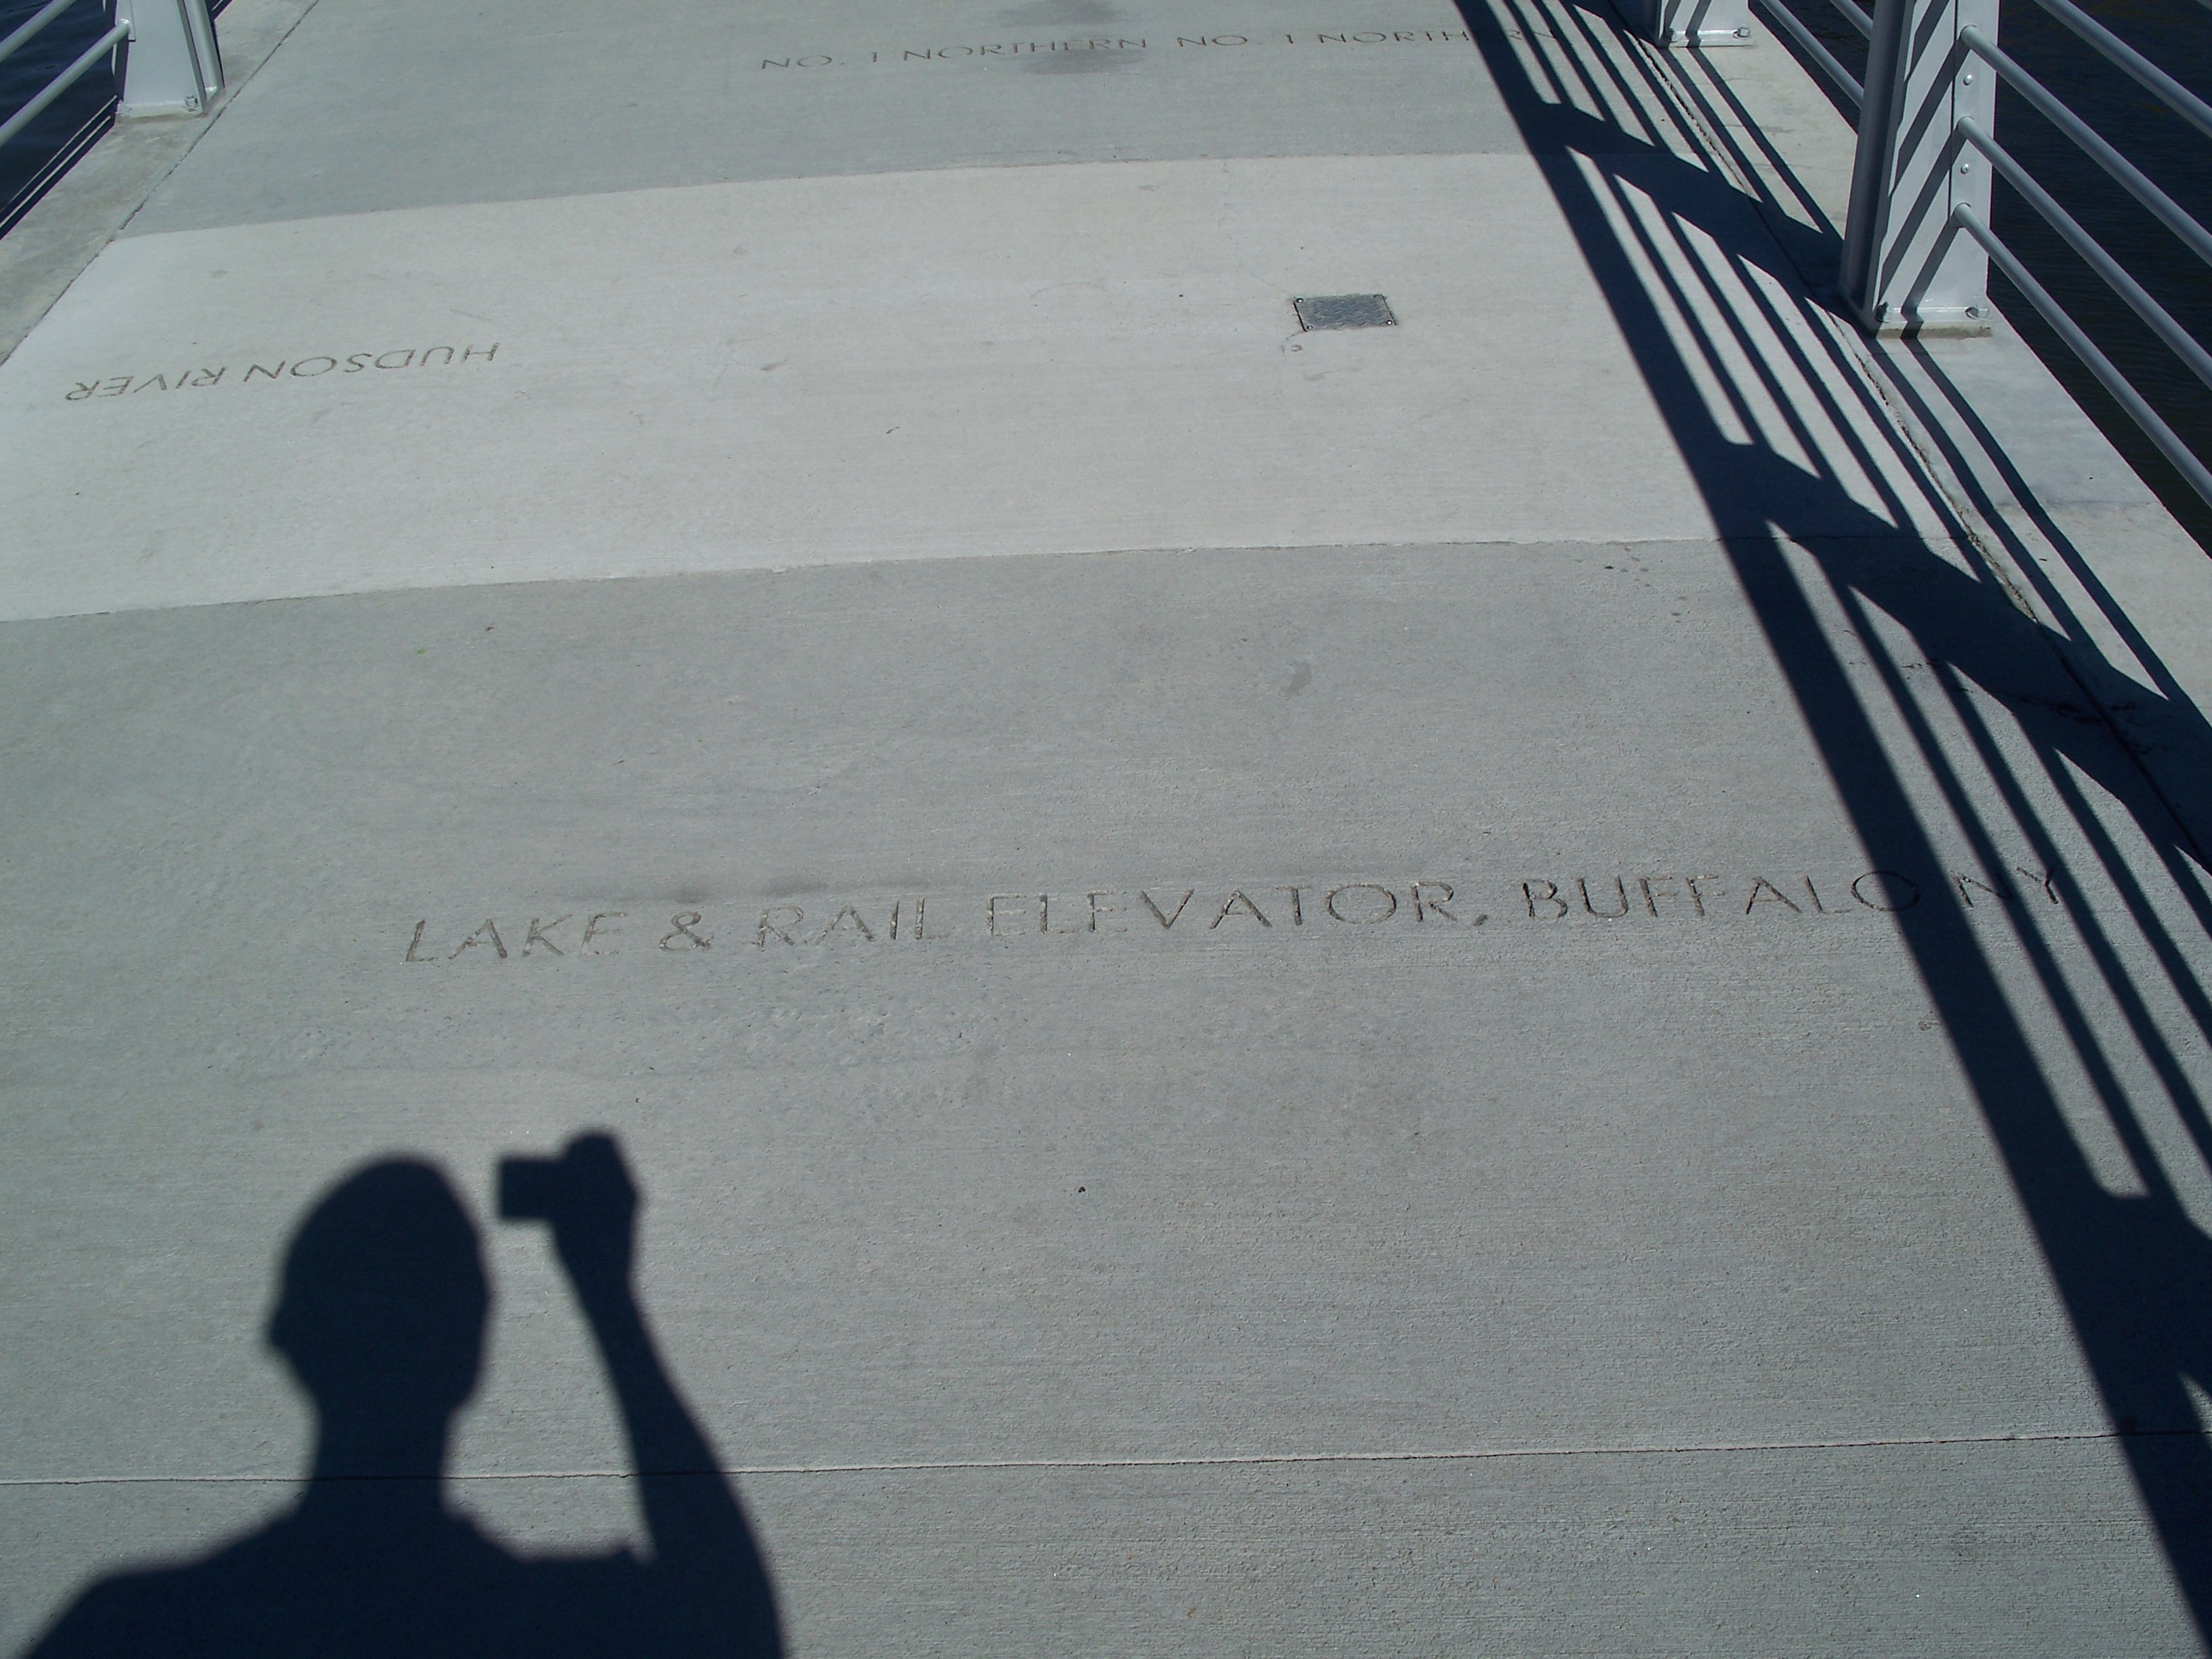 NO. 1 NORTHERN NO. 1 NORTHERN
HUDSON RIVER
LAKE & RAIL ELEVATOR, BUFFALO NY